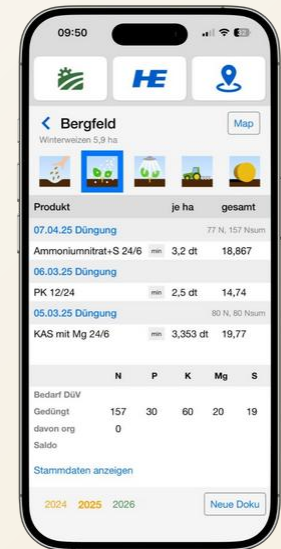 09:50
HE
Bergfeld
Map
Winterweizen 5,9 ha
Produkt je ha gesamt
07.04.25 Düngung 77 N, 157 Nsum
Ammoniumnitrat+S 24/6 min 3,2 dt 18,867
06.03.25 Düngung
PK 12/24 min 2,5 dt 14,74
05.03.25 Düngung 80 N, 80 Nsum
KAS mit Mg 24/6 min 3,353 dt 19,77
N P K Mg S
Bedarf DüV
Gedüngt 157 30 60 20 19
davon org 0
Saldo
Stammdaten anzeigen
2024 2025 2026 Neue Doku